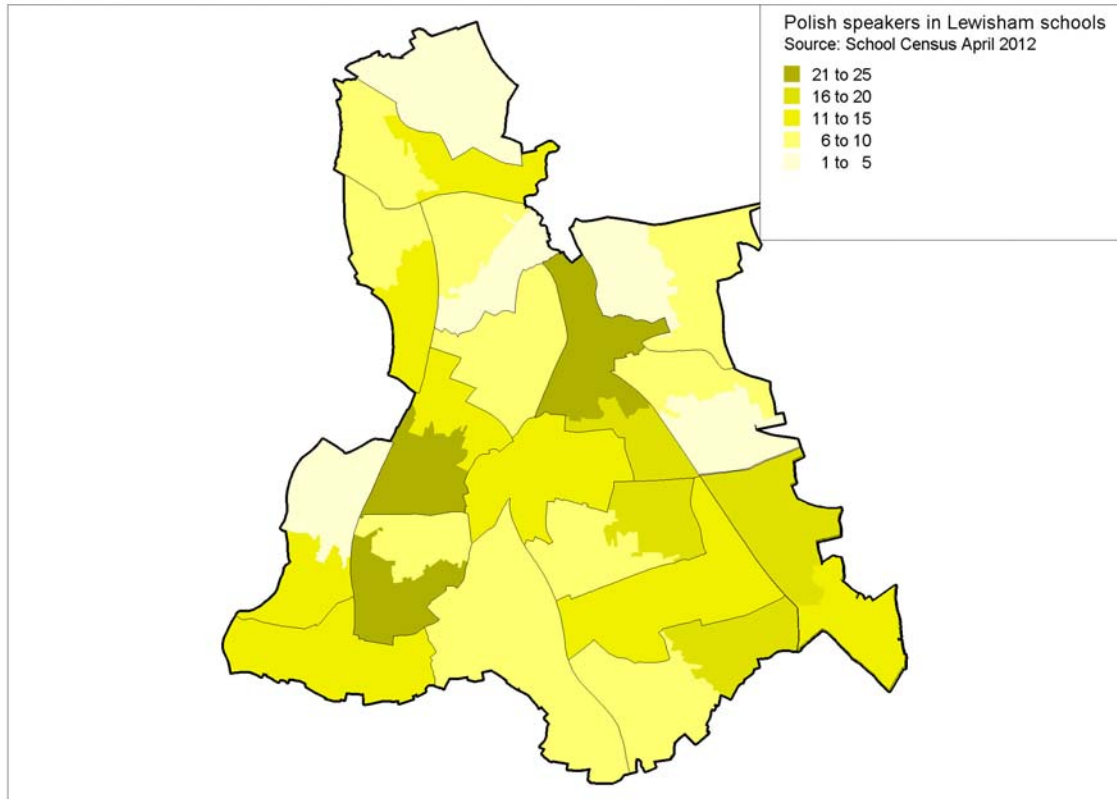 Polish speakers in Lewisham schools
Source: School Census April 2012
21 to 25
16 to 20
11 to 15
6 to 10
1 to 5